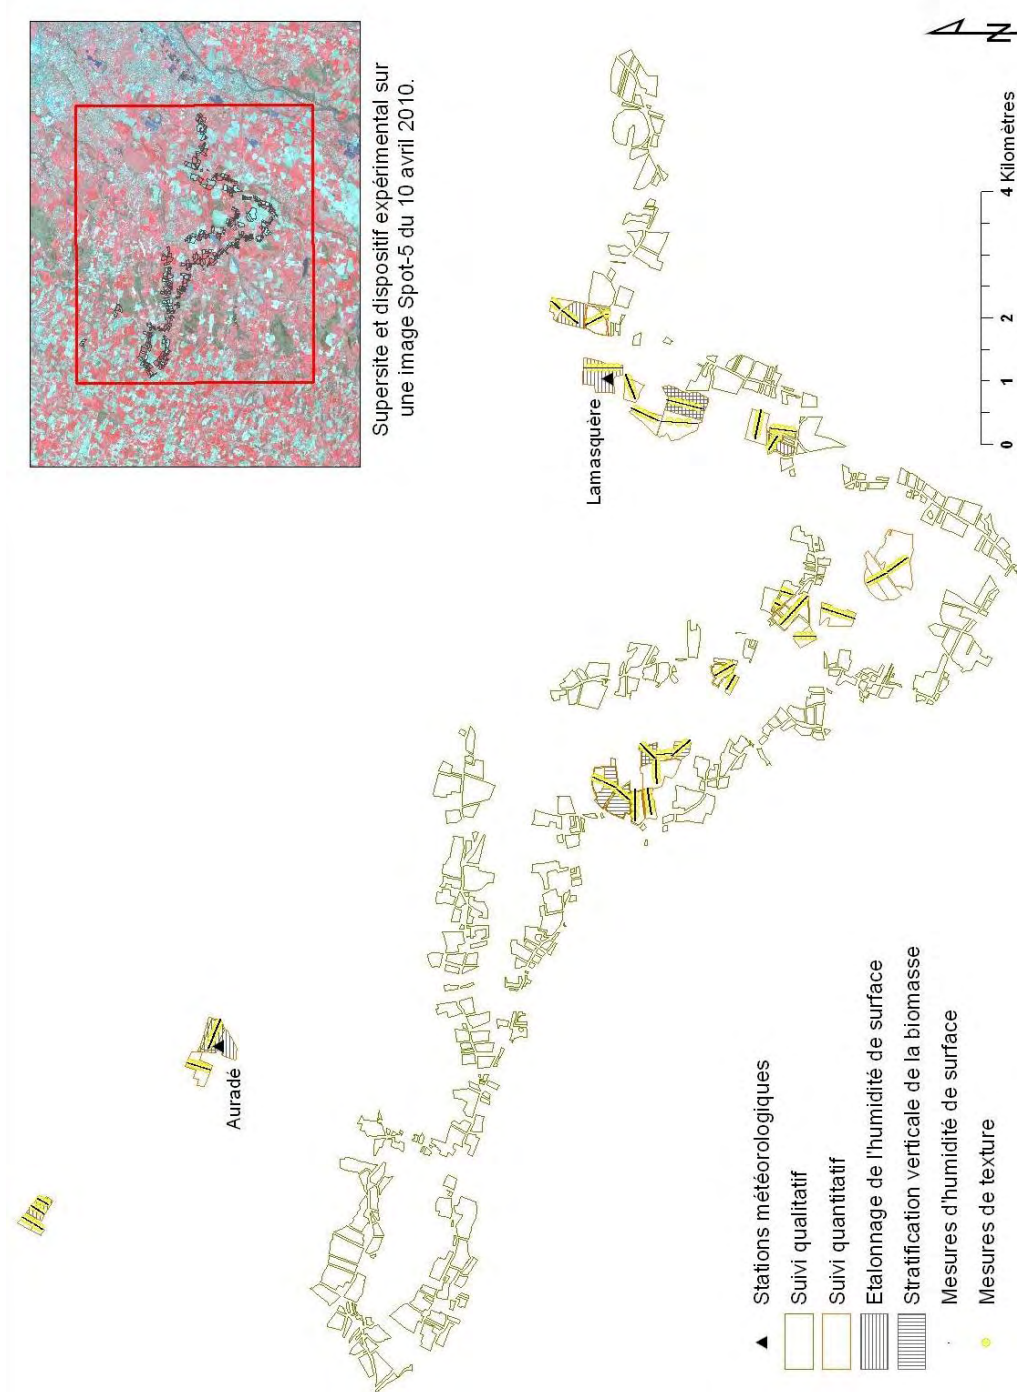 Supersite et dispositif expérimental sur
une image Spot-5 du 10 avril 2010.
N
Auradé
Lamasquère
Stations météorologiques
Suivi qualitatif
Suivi quantitatif
Etalonnage de l'humidité de surface
Stratification verticale de la biomasse
Mesures d'humidité de surface
Mesures de texture
0 1 2 4 Kilomètres